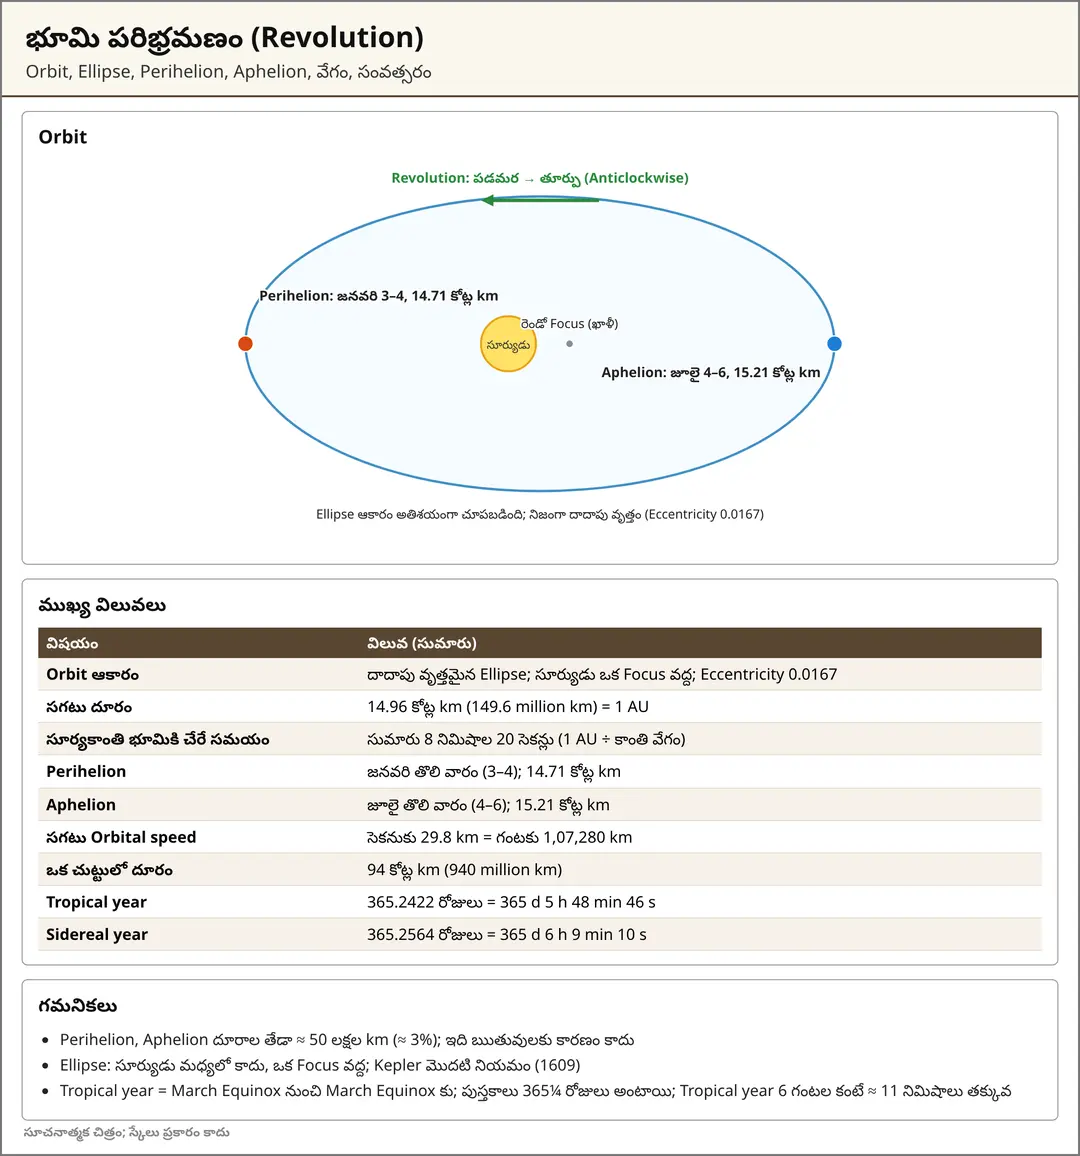 భూమి పరిభ్రమణం (Revolution)
Orbit, Ellipse, Perihelion, Aphelion, వేగం, సంవత్సరం
Orbit
Revolution: పడమర → తూర్పు (Anticlockwise)
Perihelion: జనవరి 3–4, 14.71 కోట్ల km
రెండో Focus (ఖాళీ)
సూర్యుడు
Aphelion: జూలై 4–6, 15.21 కోట్ల km
Ellipse ఆకారం అతిశయంగా చూపబడింది; నిజంగా దాదాపు వృత్తం (Eccentricity 0.0167)
ముఖ్య విలువలు
విషయం విలువ (సుమారు)
Orbit ఆకారం దాదాపు వృత్తమైన Ellipse; సూర్యుడు ఒక Focus వద్ద; Eccentricity 0.0167
సగటు దూరం 14.96 కోట్ల km (149.6 million km) = 1 AU
సూర్యకాంతి భూమికి చేరే సమయం సుమారు 8 నిమిషాల 20 సెకన్లు (1 AU ÷ కాంతి వేగం)
Perihelion జనవరి తొలి వారం (3–4); 14.71 కోట్ల km
Aphelion జూలై తొలి వారం (4–6); 15.21 కోట్ల km
సగటు Orbital speed సెకనుకు 29.8 km = గంటకు 1,07,280 km
ఒక చుట్టులో దూరం 94 కోట్ల km (940 million km)
Tropical year 365.2422 రోజులు = 365 d 5 h 48 min 46 s
Sidereal year 365.2564 రోజులు = 365 d 6 h 9 min 10 s
గమనికలు
• Perihelion, Aphelion దూరాల తేడా ≈ 50 లక్షల km (≈ 3%); ఇది ఋతువులకు కారణం కాదు
• Ellipse: సూర్యుడు మధ్యలో కాదు, ఒక Focus వద్ద; Kepler మొదటి నియమం (1609)
• Tropical year = March Equinox నుంచి March Equinox కు; పుస్తకాలు 365¼ రోజులు అంటాయి; Tropical year 6 గంటల కంటే ≈ 11 నిమిషాలు తక్కువ
సూచనాత్మక చిత్రం; స్కేలు ప్రకారం కాదు